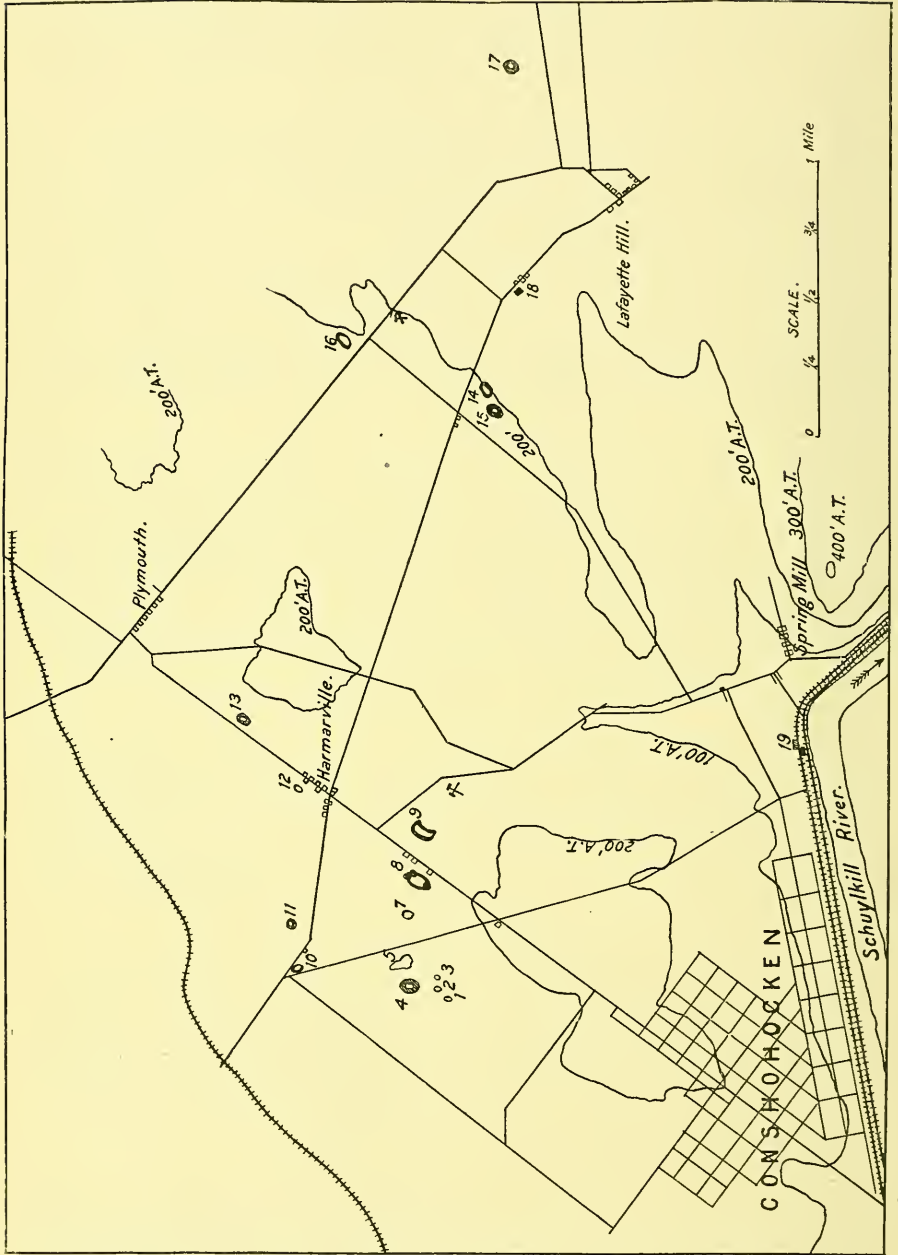 17
Lafayette Hill.
18
SCALE.
0 1/4 1/2 3/4 1 Mile
16
14
15
200'
200'A.T.
200'A.T.
300'A.T.
400'A.T.
Spring Mill
Plymouth.
200'A.T.
Harmarville.
13
12
100'A.T.
19
Schuylkill River.
9
8
7
200'A.T.
11
10
5
4
1
2
3
CONSHOHOCKEN